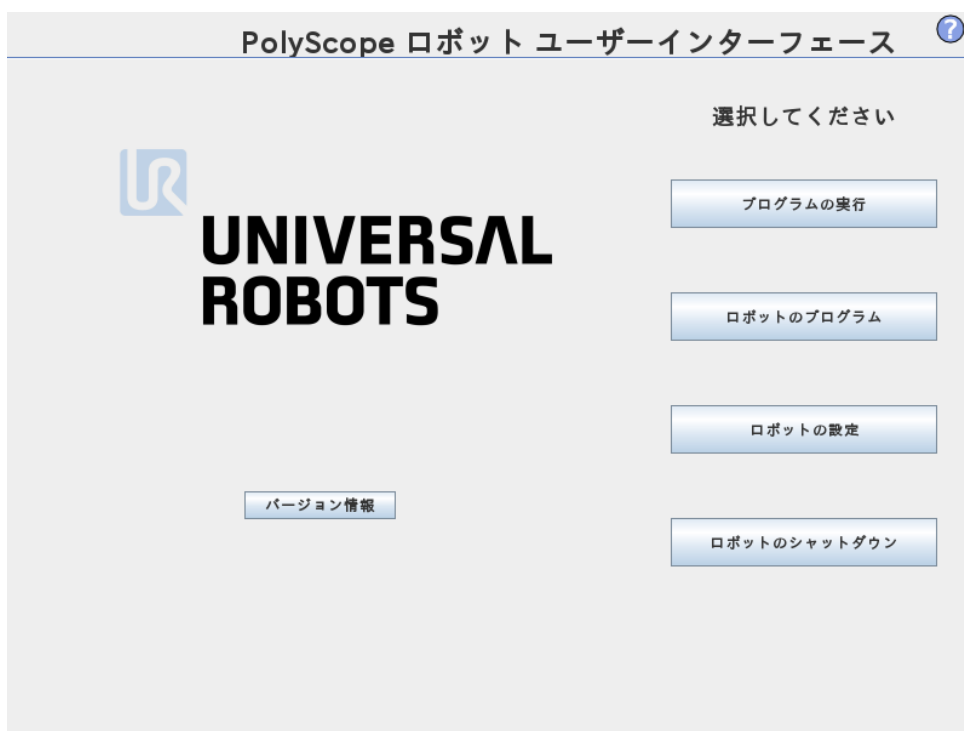 PolyScope ロボット ユーザーインターフェース
?
選択してください
UR
UNIVERSAL
ROBOTS
プログラムの実行
ロボットのプログラム
ロボットの設定
バージョン情報
ロボットのシャットダウン